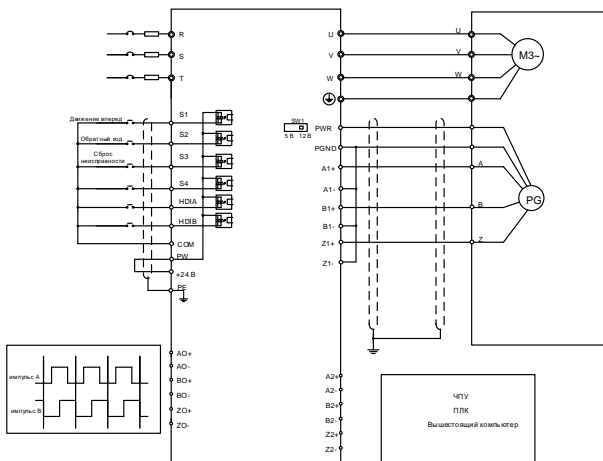 R
S
T
U
V
W
U
V
W
M3~
Движение вперед
S1
Обратный ход
S2
Сброс
неисправности
S3
S4
HDIA
HDIB
COM
PW
+24 В
PE
SW1
5 В 12 В
PWR
PGND
A1+
A1-
B1+
B1-
Z1+
Z1-
A
B
Z
PG
импульс А
импульс В
AO+
AO-
BO+
BO-
ZO+
ZO-
A2+
A2-
B2+
B2-
Z2+
Z2-
ЧПУ
ПЛК
Вышестоящий компьютер